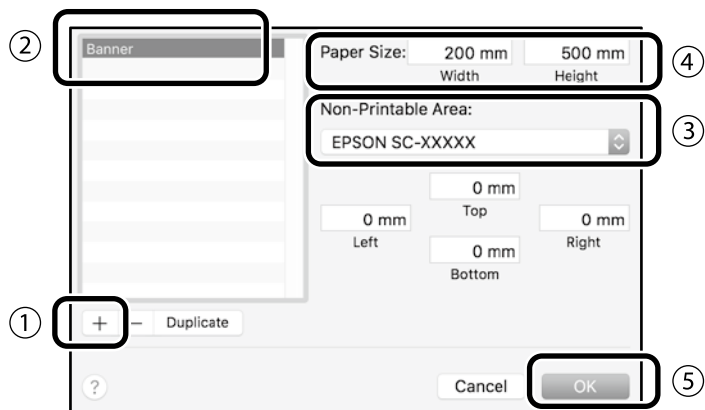 ②
Banner
Paper Size: 200 mm 500 mm
Width Height
④
Non-Printable Area:
EPSON SC-XXXXX
③
0 mm
Top
0 mm 0 mm
Left Right
0 mm
Bottom
①
+ − Duplicate
? Cancel OK
⑤